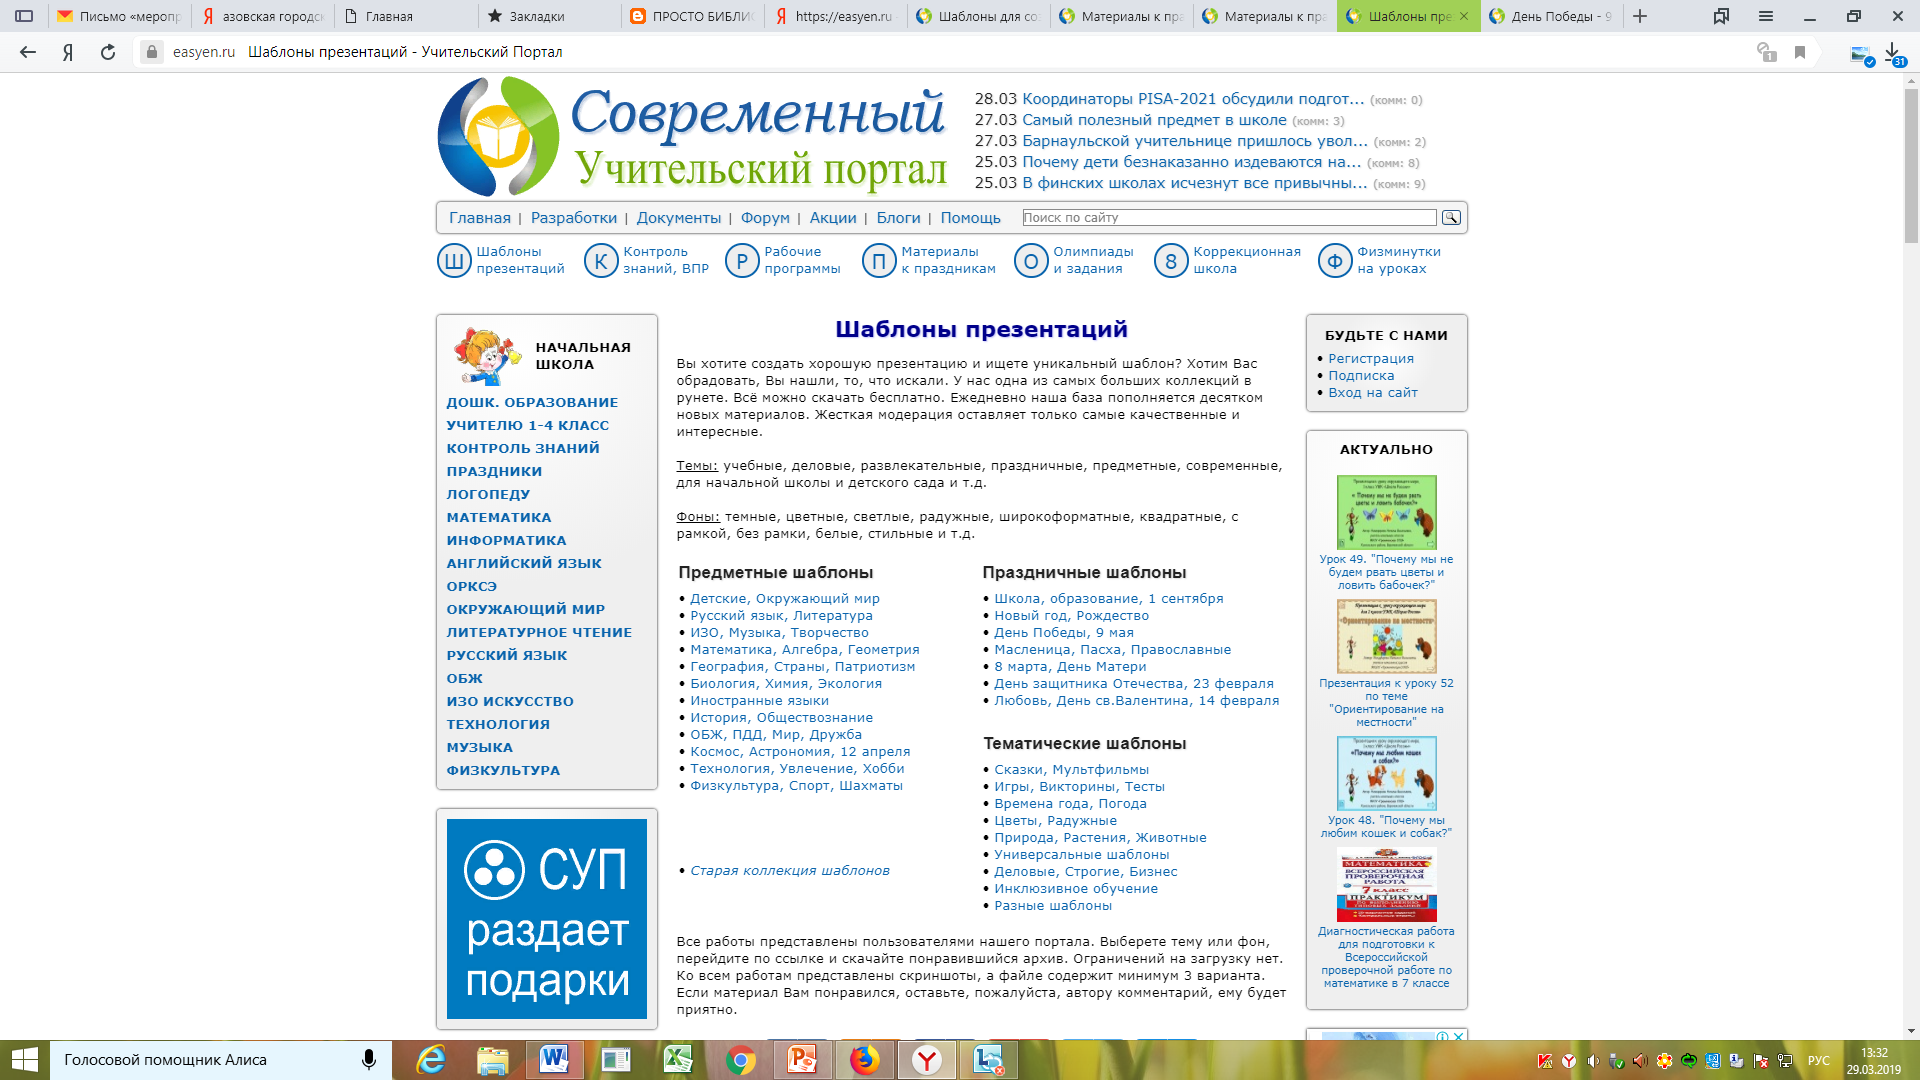 Письмо «меропр
азовская городск
Главная
Закладки
ПРОСТО БИБЛИО
https://easyen.ru
Шаблоны для со
Материалы к пра
Материалы к пра
Шаблоны пре
День Победы - 9
easyen.ru Шаблоны презентаций - Учительский Портал
1
31
Современный
Учительский портал
28.03 Координаторы PISA-2021 обсудили подгот... (комм: 0)
27.03 Самый полезный предмет в школе (комм: 3)
27.03 Барнаульской учительнице пришлось увол... (комм: 2)
25.03 Почему дети безнаказанно издеваются на... (комм: 8)
25.03 В финских школах исчезнут все привычны... (комм: 9)
Главная | Разработки | Документы | Форум | Акции | Блоги | Помощь
Поиск по сайту
Ш Шаблоны
презентаций
К Контроль
знаний, ВПР
Р Рабочие
программы
П Материалы
к праздникам
О Олимпиады
и задания
8 Коррекционная
школа
Ф Физминутки
на уроках
НАЧАЛЬНАЯ
ШКОЛА
ДОШК. ОБРАЗОВАНИЕ
УЧИТЕЛЮ 1-4 КЛАСС
КОНТРОЛЬ ЗНАНИЙ
ПРАЗДНИКИ
ЛОГОПЕДУ
МАТЕМАТИКА
ИНФОРМАТИКА
АНГЛИЙСКИЙ ЯЗЫК
ОРКСЭ
ОКРУЖАЮЩИЙ МИР
ЛИТЕРАТУРНОЕ ЧТЕНИЕ
РУССКИЙ ЯЗЫК
ОБЖ
ИЗО ИСКУССТВО
ТЕХНОЛОГИЯ
МУЗЫКА
ФИЗКУЛЬТУРА
СУП
раздает
подарки
Шаблоны презентаций
Вы хотите создать хорошую презентацию и ищете уникальный шаблон? Хотим Вас
обрадовать, Вы нашли, то, что искали. У нас одна из самых больших коллекций в
рунете. Всё можно скачать бесплатно. Ежедневно наша база пополняется десятком
новых материалов. Жесткая модерация оставляет только самые качественные и
интересные.
Темы: учебные, деловые, развлекательные, праздничные, предметные, современные,
для начальной школы и детского сада и т.д.
Фоны: темные, цветные, светлые, радужные, широкоформатные, квадратные, с
рамкой, без рамки, белые, стильные и т.д.
Предметные шаблоны
• Детские, Окружающий мир
• Русский язык, Литература
• ИЗО, Музыка, Творчество
• Математика, Алгебра, Геометрия
• География, Страны, Патриотизм
• Биология, Химия, Экология
• Иностранные языки
• История, Обществознание
• ОБЖ, ПДД, Мир, Дружба
• Космос, Астрономия, 12 апреля
• Технология, Увлечение, Хобби
• Физкультура, Спорт, Шахматы
• Старая коллекция шаблонов
Праздничные шаблоны
• Школа, образование, 1 сентября
• Новый год, Рождество
• День Победы, 9 мая
• Масленица, Пасха, Православные
• 8 марта, День Матери
• День защитника Отечества, 23 февраля
• Любовь, День св.Валентина, 14 февраля
Тематические шаблоны
• Сказки, Мультфильмы
• Игры, Викторины, Тесты
• Времена года, Погода
• Цветы, Радужные
• Природа, Растения, Животные
• Универсальные шаблоны
• Деловые, Строгие, Бизнес
• Инклюзивное обучение
• Разные шаблоны
Все работы представлены пользователями нашего портала. Выберете тему или фон,
перейдите по ссылке и скачайте понравившийся архив. Ограничений на загрузку нет.
Ко всем работам представлены скриншоты, а файле содержит минимум 3 варианта.
Если материал Вам понравился, оставьте, пожалуйста, автору комментарий, ему будет
приятно.
БУДЬТЕ С НАМИ
• Регистрация
• Подписка
• Вход на сайт
АКТУАЛЬНО
Урок 49. "Почему мы не
будем рвать цветы и
ловить бабочек?"
«Ориентирование на местности»
Презентация к уроку 52
по теме
"Ориентирование на
местности"
«Почему мы любим кошек
и собак?»
Урок 48. "Почему мы
любим кошек и собак?"
МАТЕМАТИКА
ВСЕРОССИЙСКАЯ
ПРОВЕРОЧНАЯ
РАБОТА
7 КЛАСС
ПРАКТИКУМ
Диагностическая работа
для подготовки к
Всероссийской
проверочной работе по
математике в 7 классе
Голосовой помощник Алиса
РУС
13:32
29.03.2019